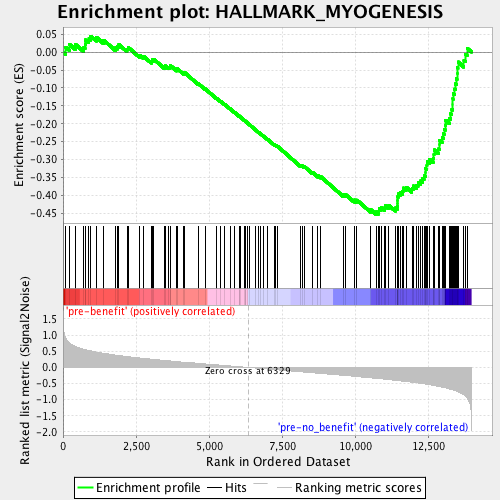 Enrichment plot: HALLMARK_MYOGENESIS
Enrichment score (ES)
0.05
0.00
-0.05
-0.10
-0.15
-0.20
-0.25
-0.30
-0.35
-0.40
-0.45
'pre-benefit' (positively correlated)
Ranked list metric (Signal2Noise)
1.5
1.0
0.5
0.0
-0.5
-1.0
-1.5
-2.0
Zero cross at 6329
'pre-no_benefit' (negatively correlated)
0
2,500
5,000
7,500
10,000
12,500
Rank in Ordered Dataset
Enrichment profile
Hits
Ranking metric scores